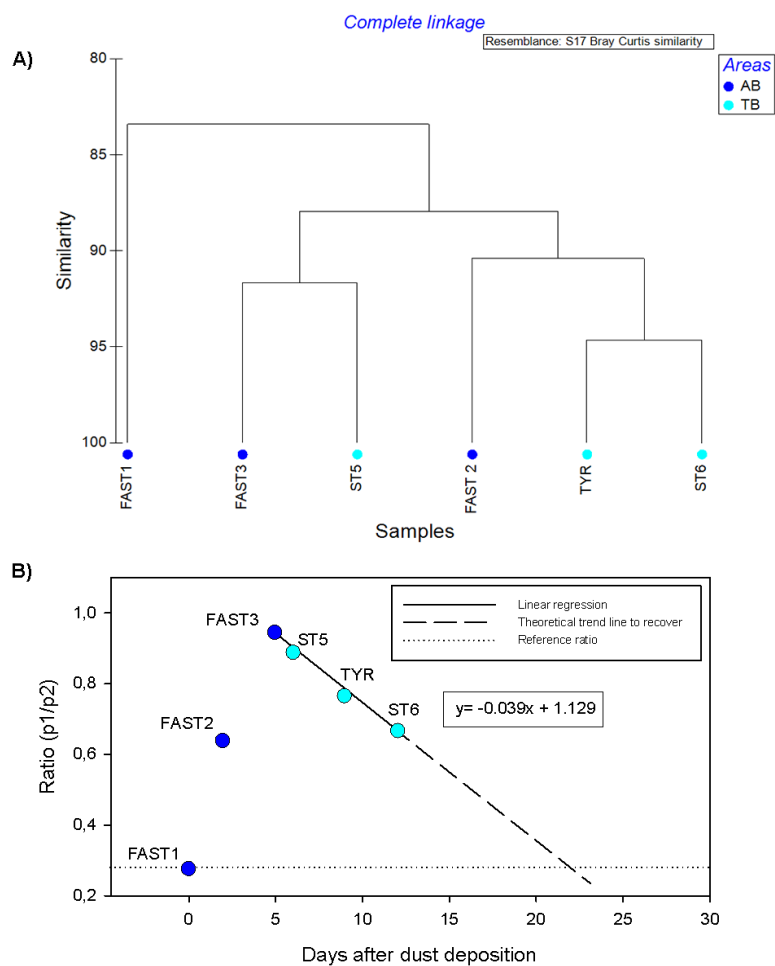 Complete linkage
Resemblance: S17 Bray Curtis similarity
A)
Areas
AB
TB
80
85
90
95
100
Similarity
FAST1
FAST3
ST5
FAST 2
TYR
ST6
Samples
B)
1,0
0,8
0,6
0,4
0,2
Ratio (p1/p2)
Linear regression
Theoretical trend line to recover
Reference ratio
FAST3
ST5
TYR
ST6
y= -0.039x + 1.129
FAST2
FAST1
0 5 10 15 20 25 30
Days after dust deposition